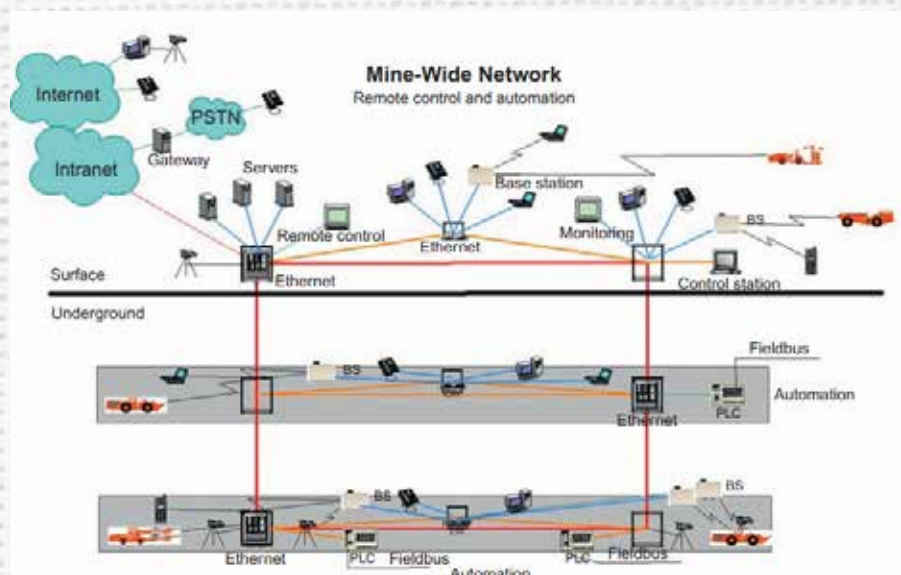 Mine-Wide Network
Remote control and automation
Internet
PSTN
Intranet
Gateway
Servers
Base station
Remote control
Ethernet
Monitoring
BS
Ethernet
Control station
Surface
Underground
Fieldbus
BS
Automation
Ethernet
PLC
BS
BS
Ethernet
PLC
Fieldbus
PLC
Fieldbus
Automation